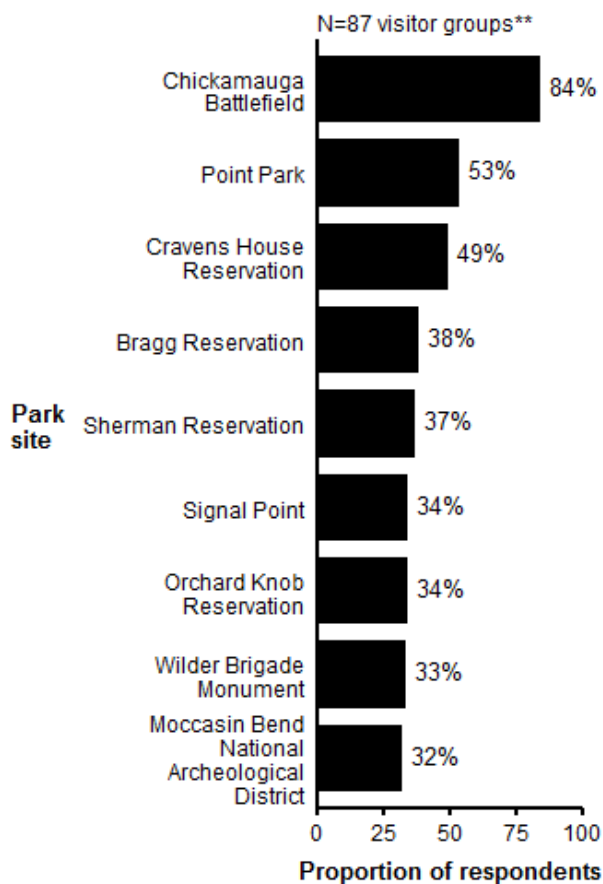 N=87 visitor groups**
Chickamauga
Battlefield
84%
Point Park
53%
Cravens House
Reservation
49%
Bragg Reservation
38%
Park
site
Sherman Reservation
37%
Signal Point
34%
Orchard Knob
Reservation
34%
Wilder Brigade
Monument
33%
Moccasin Bend
National
Archeological
District
32%
0 25 50 75 100
Proportion of respondents